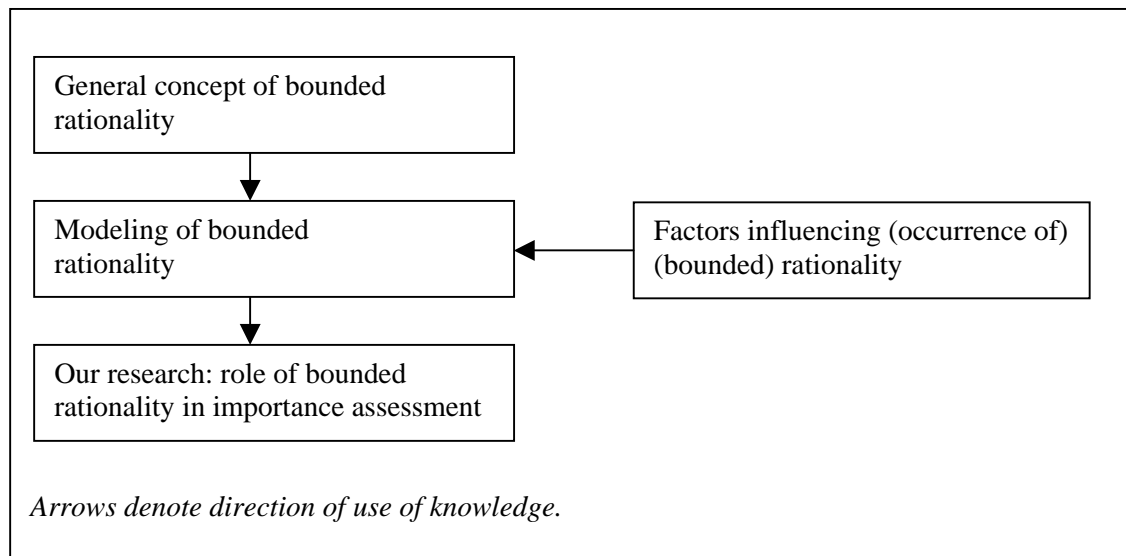 General concept of bounded
rationality
Modeling of bounded
rationality
Factors influencing (occurrence of)
(bounded) rationality
Our research: role of bounded
rationality in importance assessment
Arrows denote direction of use of knowledge.